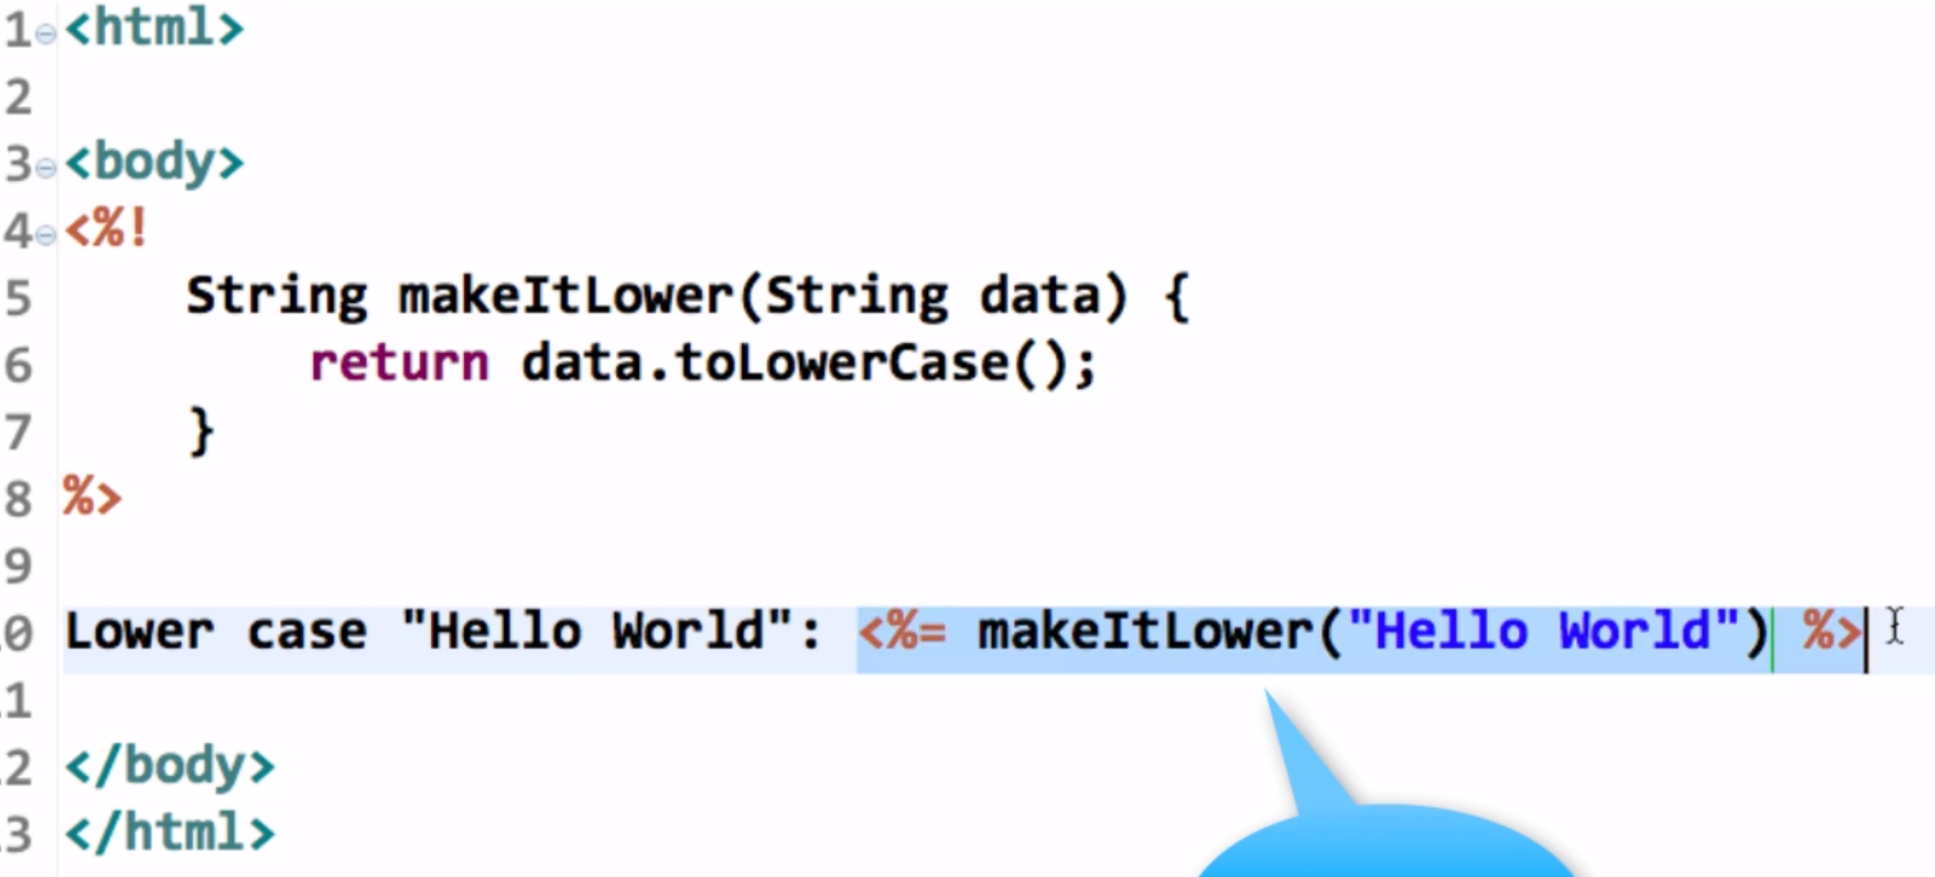 1 <html>
2
3 <body>
4 <%!
5 String makeItLower(String data) {
6 return data.toLowerCase();
7 }
8 %>
9
0 Lower case "Hello World": <%= makeItLower("Hello World") %>
1
2 </body>
3 </html>